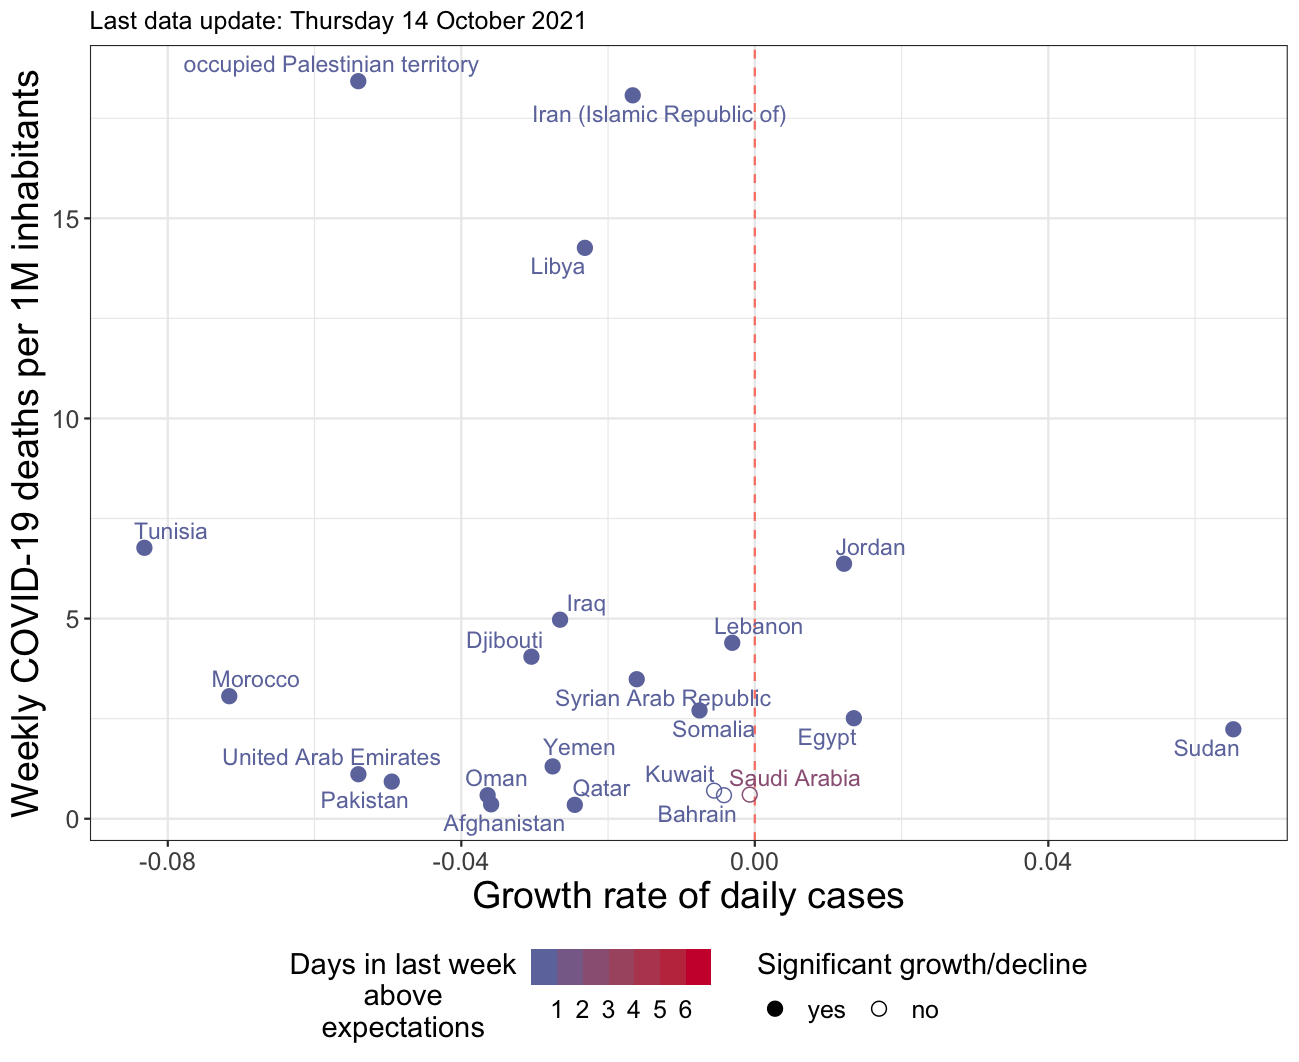 Last data update: Thursday 14 October 2021
Weekly COVID-19 deaths per 1M inhabitants
occupied Palestinian territory
Iran (Islamic Republic of)
15
Libya
10
Tunisia
Jordan
Iraq
5
Lebanon
Djibouti
Morocco
Syrian Arab Republic
Somalia
Egypt
Sudan
Yemen
United Arab Emirates
Kuwait
Saudi Arabia
Oman
Qatar
Pakistan
Bahrain
Afghanistan
0
-0.08
-0.04
0.00
0.04
Growth rate of daily cases
Days in last week
above
expectations
1 2 3 4 5 6
Significant growth/decline
yes
no